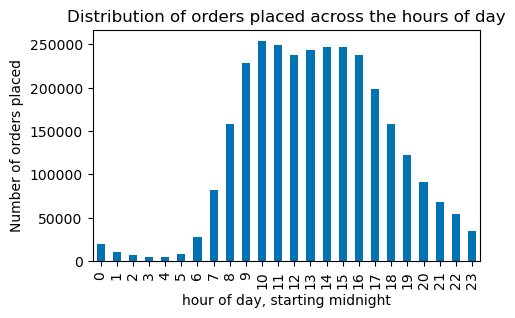 Distribution of orders placed across the hours of day
Number of orders placed
250000
200000
150000
100000
50000
0
0 1 2 3 4 5 6 7 8 9 10 11 12 13 14 15 16 17 18 19 20 21 22 23
hour of day, starting midnight